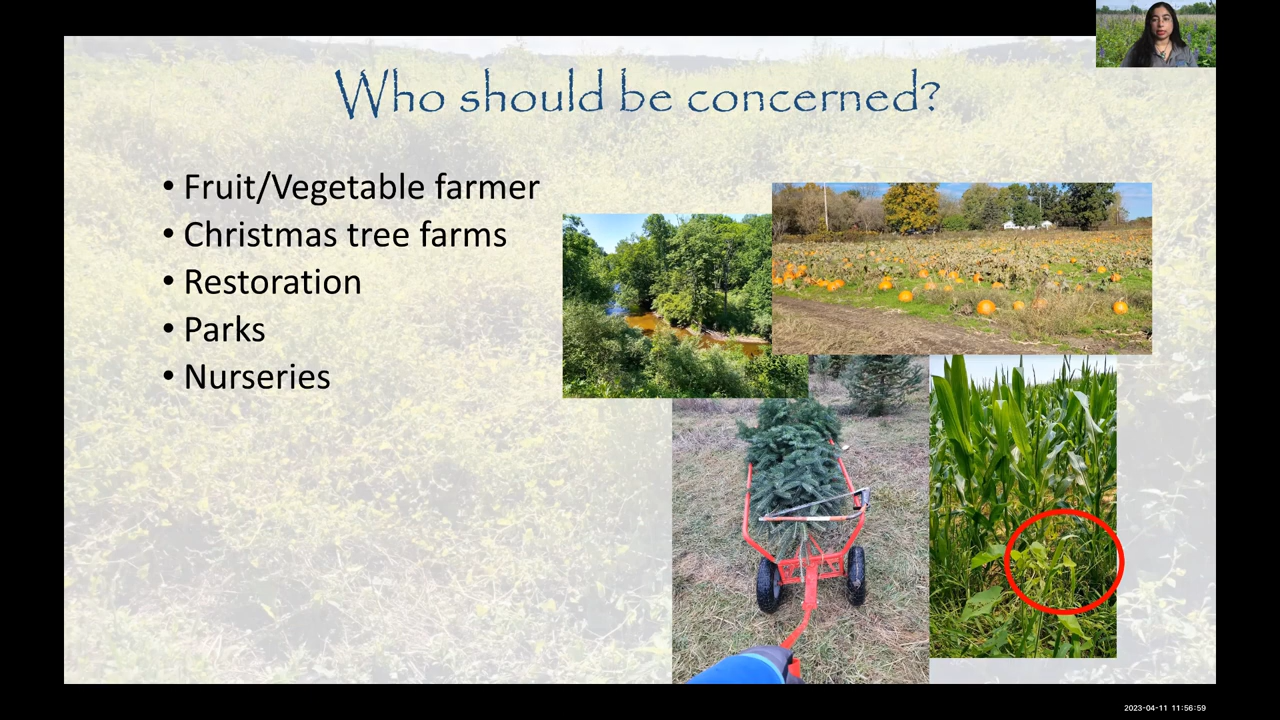 Who should be concerned?
• Fruit/Vegetable farmer
• Christmas tree farms
• Restoration
• Parks
• Nurseries
2023-04-11 11:56:59